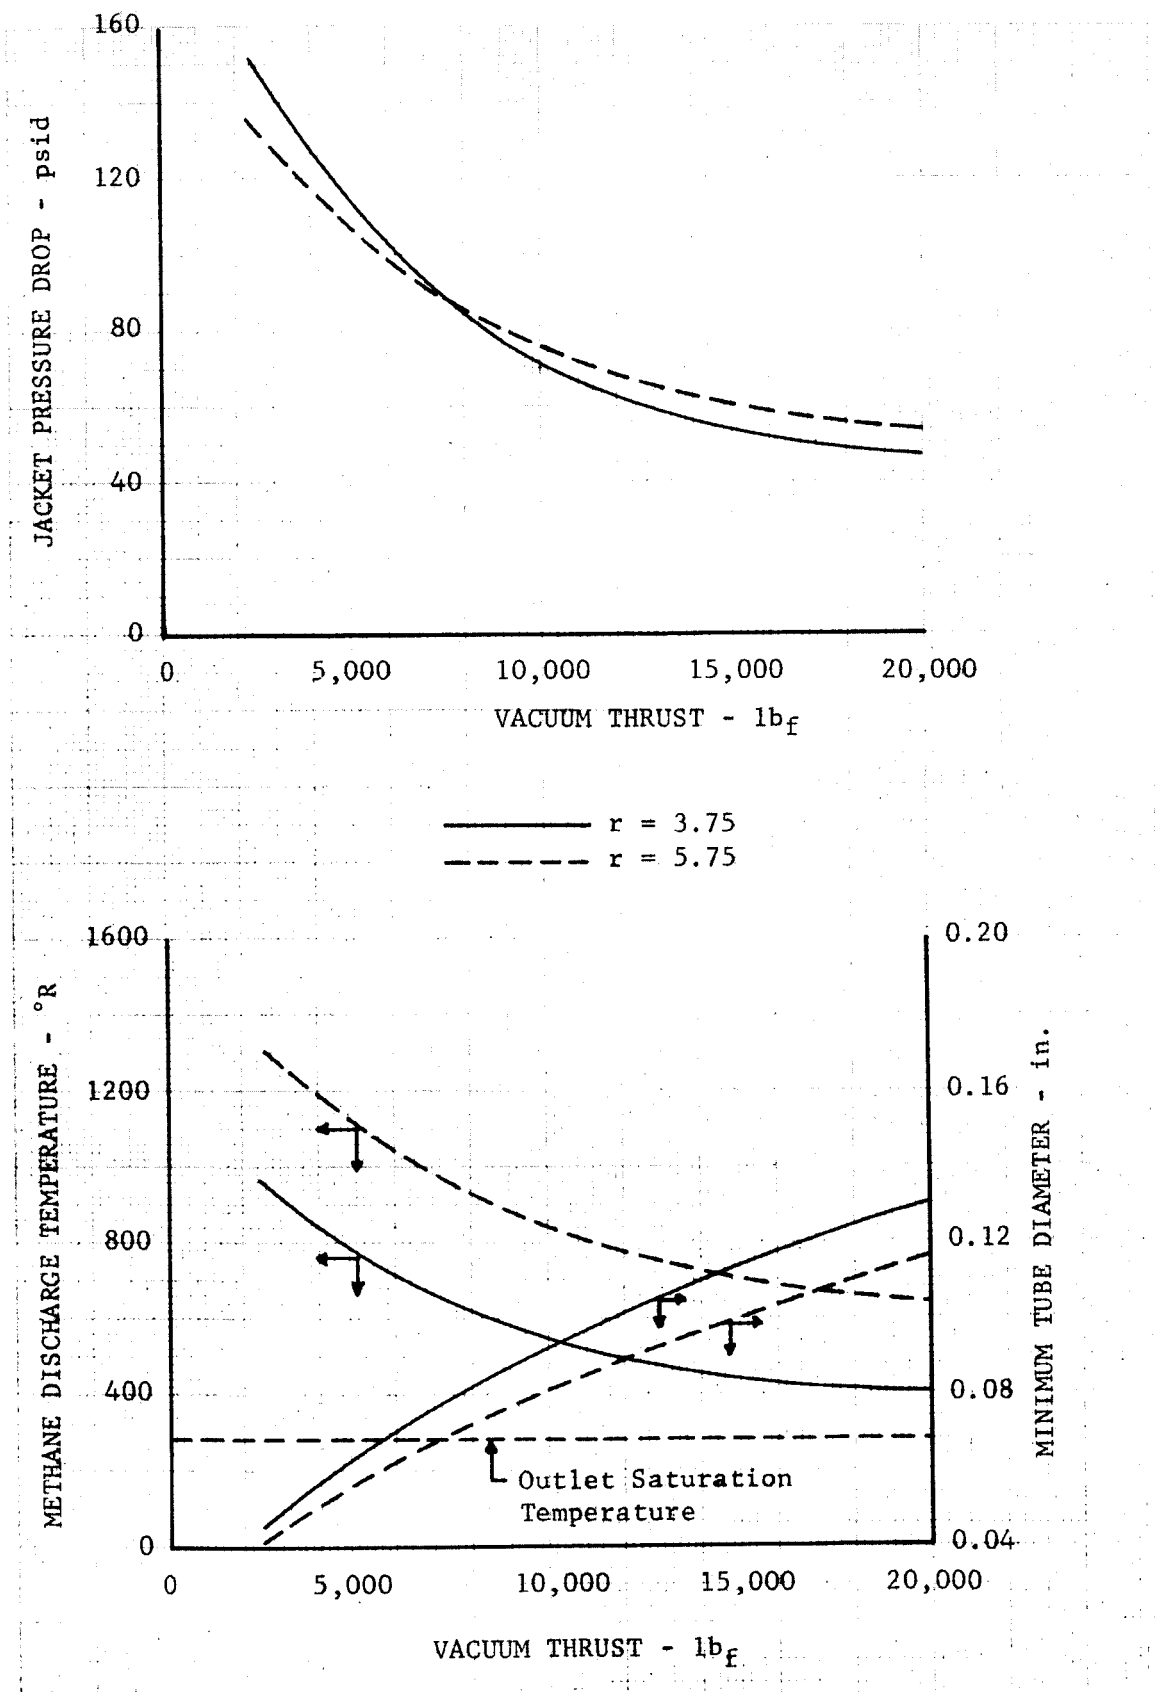 160
120
80
40
0
JACKET PRESSURE DROP - psid
0
5,000
10,000
15,000
20,000
VACUUM THRUST - lbf
r = 3.75
r = 5.75
1600
1200
800
400
0
METHANE DISCHARGE TEMPERATURE - °R
0.20
0.16
0.12
0.08
0.04
MINIMUM TUBE DIAMETER - in.
Outlet Saturation
Temperature
0
5,000
10,000
15,000
20,000
VACUUM THRUST - lbf